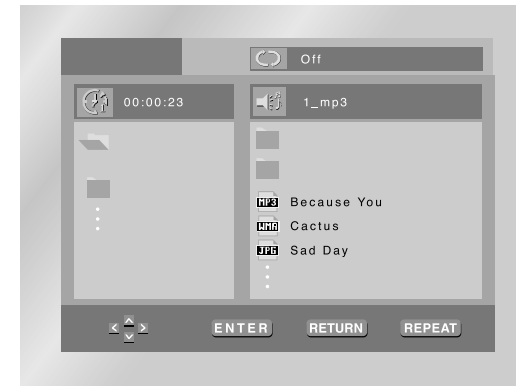 Off
00:00:23
1_mp3
MP3 Because You
WMA Cactus
JPG Sad Day
ENTER RETURN REPEAT